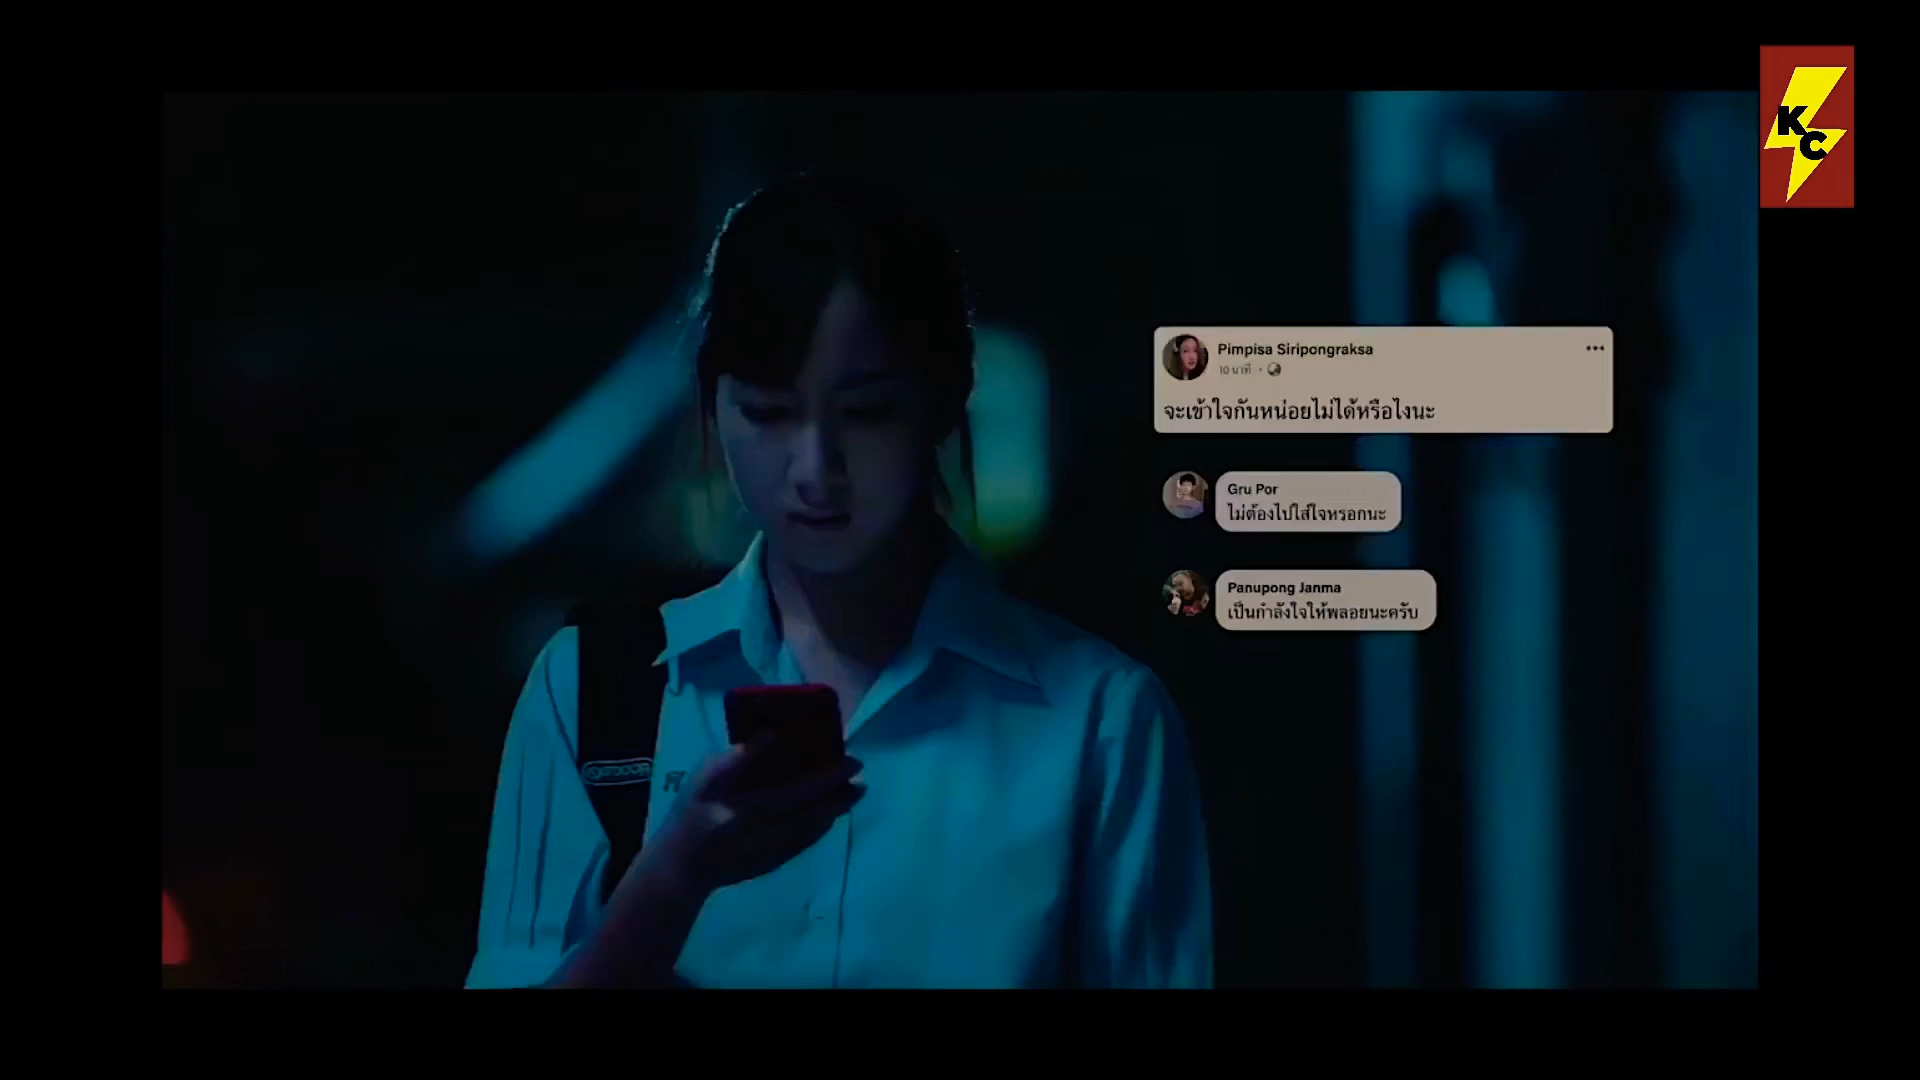 KC
Pimpisa Siripongraksa
10 นาที ·
จะเข้าใจกันหน่อยไม่ได้หรือไงนะ
Gru Por
ไม่ต้องไปใส่ใจหรอกนะ
Panupong Janma
เป็นกำลังใจให้พลอยนะครับ